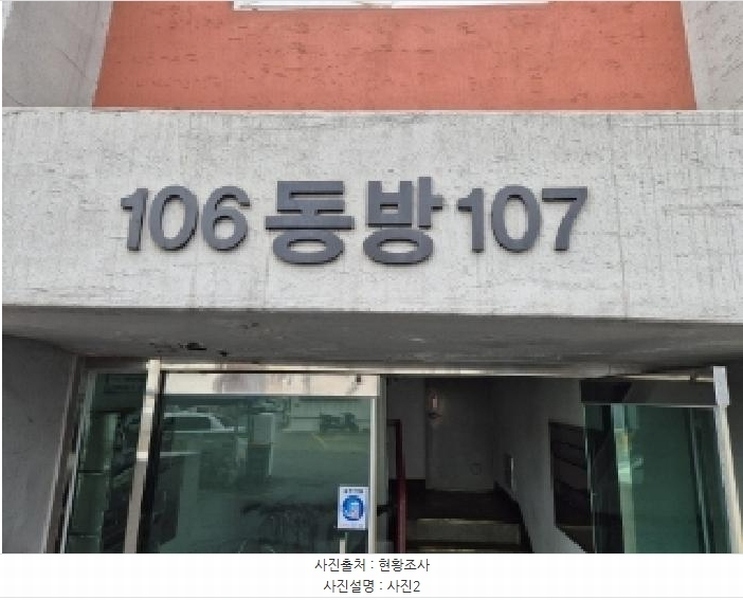 106 동방 107
사진출처 : 현황조사
사진설명 : 사진2